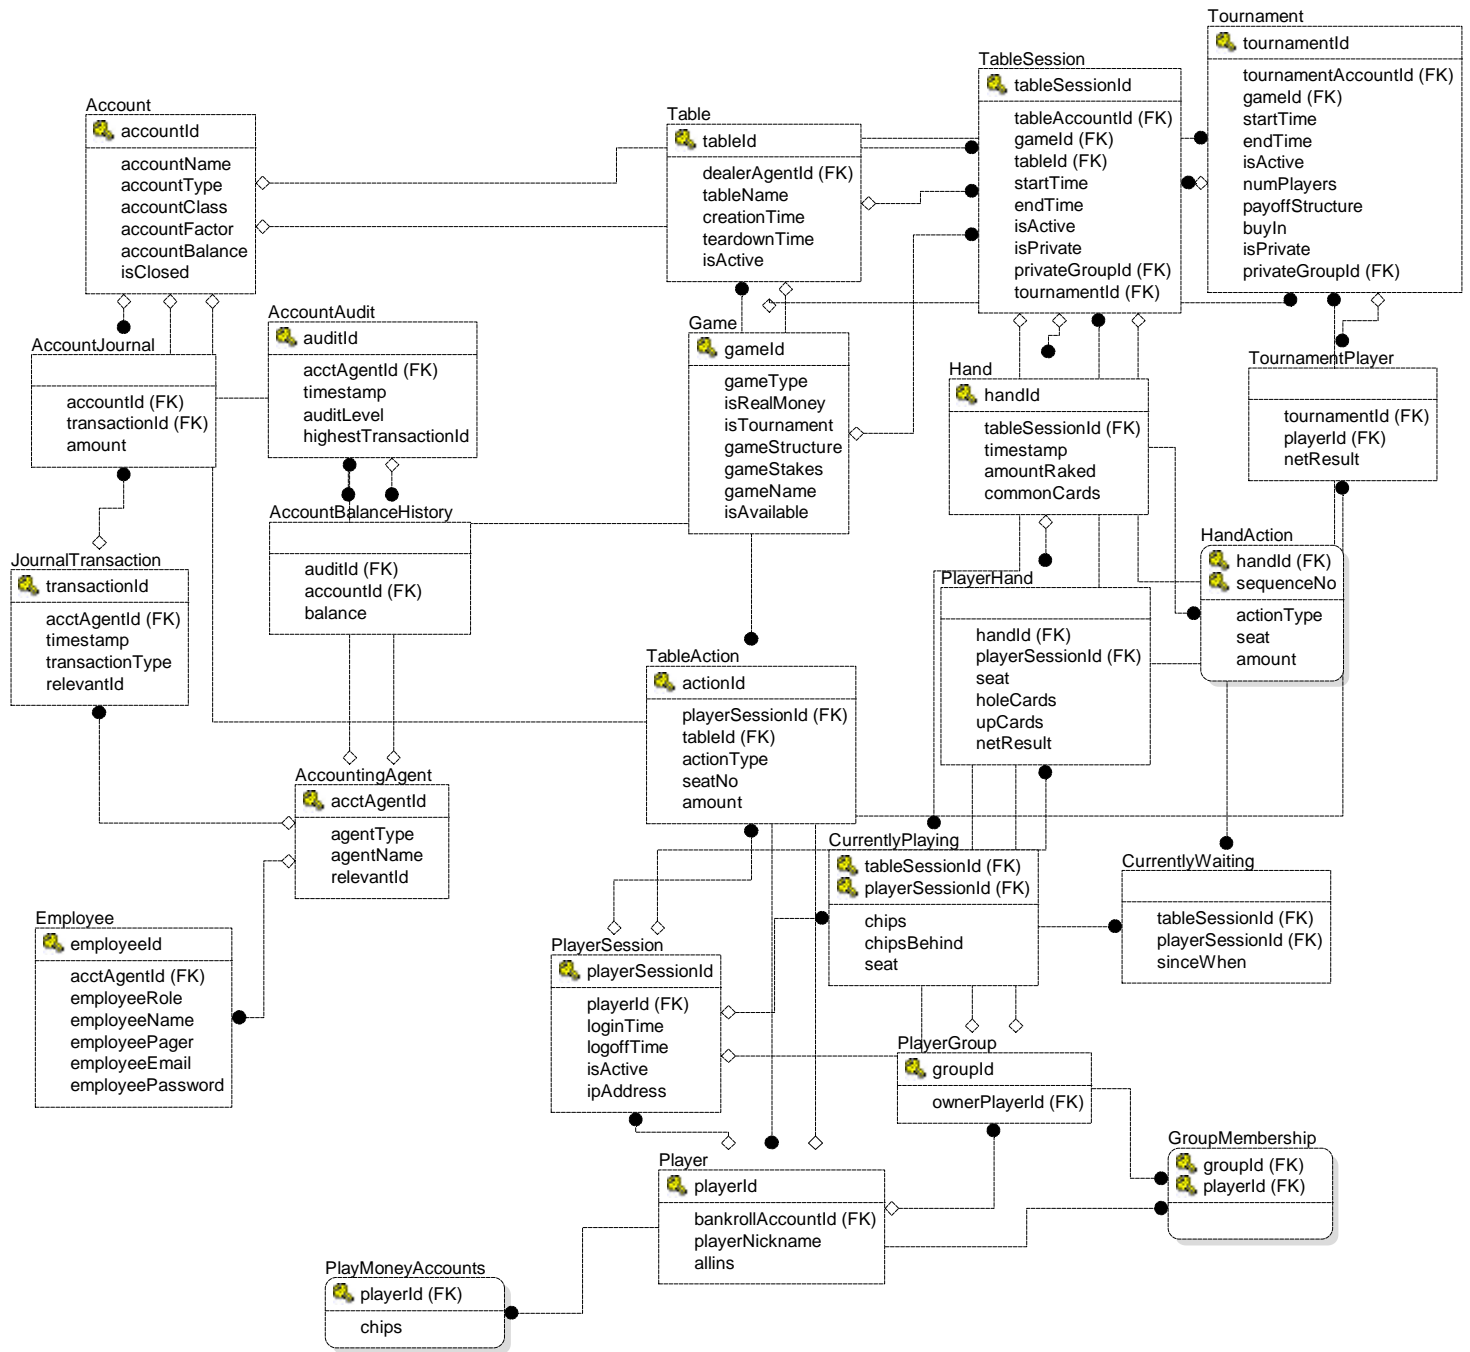 Tournament
tournamentId
tournamentAccountId (FK)
gameId (FK)
startTime
endTime
isActive
numPlayers
payoffStructure
buyIn
isPrivate
privateGroupId (FK)
TableSession
tableSessionId
tableAccountId (FK)
gameId (FK)
tableId (FK)
startTime
endTime
isActive
isPrivate
privateGroupId (FK)
tournamentId (FK)
Account
accountId
accountName
accountType
accountClass
accountFactor
accountBalance
isClosed
Table
tableId
dealerAgentId (FK)
tableName
creationTime
teardownTime
isActive
AccountAudit
auditId
acctAgentId (FK)
timestamp
auditLevel
highestTransactionId
Game
gameId
gameType
isRealMoney
isTournament
gameStructure
gameStakes
gameName
isAvailable
AccountJournal
accountId (FK)
transactionId (FK)
amount
Hand
handId
tableSessionId (FK)
timestamp
amountRaked
commonCards
TournamentPlayer
tournamentId (FK)
playerId (FK)
netResult
AccountBalanceHistory
auditId (FK)
accountId (FK)
balance
HandAction
handId (FK)
sequenceNo
actionType
seat
amount
JournalTransaction
transactionId
acctAgentId (FK)
timestamp
transactionType
relevantId
PlayerHand
handId (FK)
playerSessionId (FK)
seat
holeCards
upCards
netResult
TableAction
actionId
playerSessionId (FK)
tableId (FK)
actionType
seatNo
amount
AccountingAgent
acctAgentId
agentType
agentName
relevantId
CurrentlyPlaying
tableSessionId (FK)
playerSessionId (FK)
chips
chipsBehind
seat
CurrentlyWaiting
tableSessionId (FK)
playerSessionId (FK)
sinceWhen
Employee
employeeId
acctAgentId (FK)
employeeRole
employeeName
employeePager
employeeEmail
employeePassword
PlayerSession
playerSessionId
playerId (FK)
loginTime
logoffTime
isActive
ipAddress
PlayerGroup
groupId
ownerPlayerId (FK)
GroupMembership
groupId (FK)
playerId (FK)
Player
playerId
bankrollAccountId (FK)
playerNickname
allins
PlayMoneyAccounts
playerId (FK)
chips